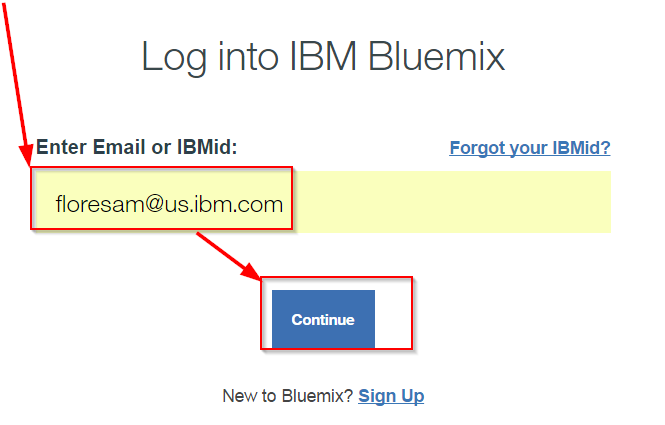 Log into IBM Bluemix
Enter Email or IBMid: Forgot your IBMid?
floresam@us.ibm.com
Continue
New to Bluemix? Sign Up